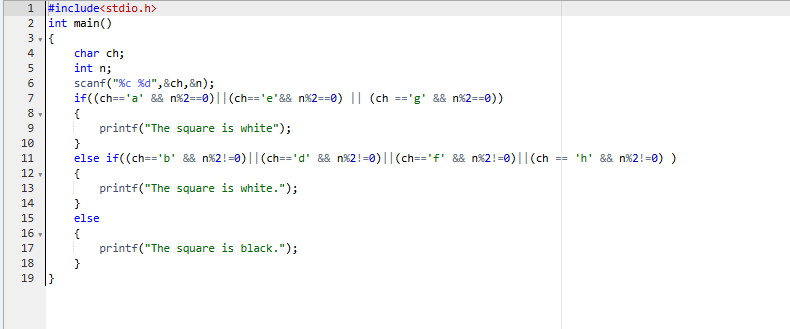 1 #include<stdio.h>
2 int main()
3 {
4 char ch;
5 int n;
6 scanf("%c %d",&ch,&n);
7 if((ch=='a' && n%2==0)||(ch=='e'&& n%2==0) || (ch =='g' && n%2==0))
8 {
9 printf("The square is white");
10 }
11 else if((ch=='b' && n%2!=0)||(ch=='d' && n%2!=0)||(ch=='f' && n%2!=0)||(ch == 'h' && n%2!=0) )
12 {
13 printf("The square is white.");
14 }
15 else
16 {
17 printf("The square is black.");
18 }
19 }